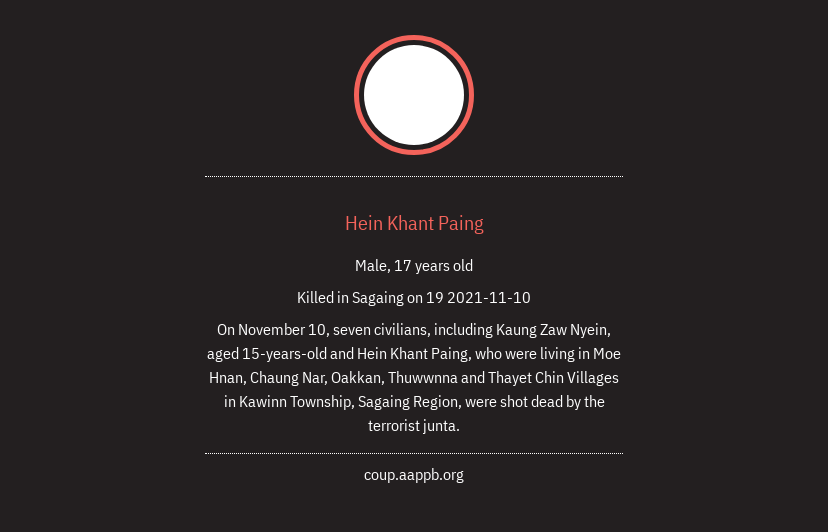 Hein Khant Paing
Male, 17 years old
Killed in Sagaing on 19 2021-11-10
On November 10, seven civilians, including Kaung Zaw Nyein,
aged 15-years-old and Hein Khant Paing, who were living in Moe
Hnan, Chaung Nar, Oakkan, Thuwwnna and Thayet Chin Villages
in Kawinn Township, Sagaing Region, were shot dead by the
terrorist junta.
coup.aappb.org